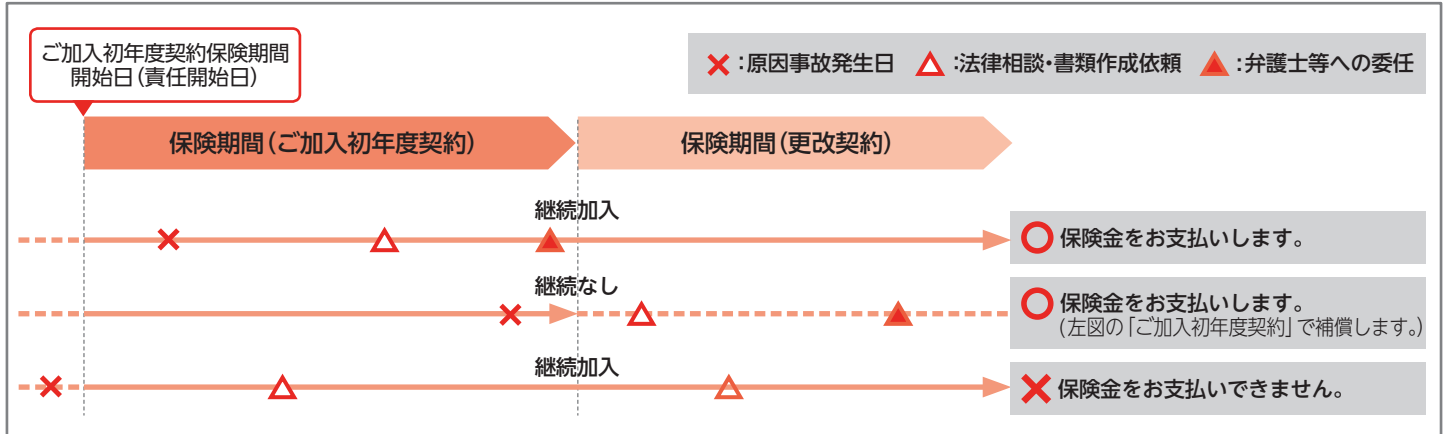 ご加入初年度契約保険期間
開始日(責任開始日)
×:原因事故発生日 △:法律相談・書類作成依頼 ▲:弁護士等への委任
保険期間(ご加入初年度契約)
保険期間(更改契約)
継続加入
○ 保険金をお支払いします。
継続なし
○ 保険金をお支払いします。
(左図の「ご加入初年度契約」で補償します。)
継続加入
× 保険金をお支払いできません。